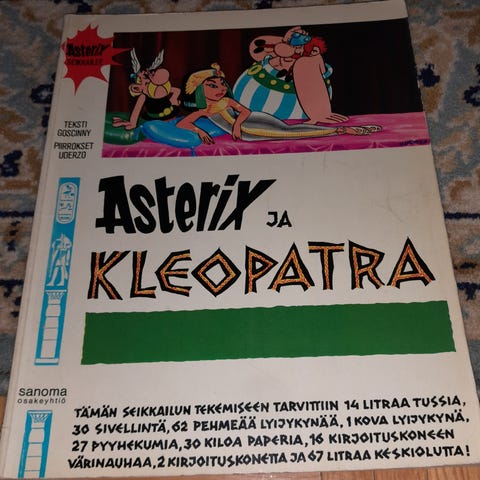 Asterix
SEIKKAILEE
TEKSTI
GOSCINNY
PIIRROKSET
UDERZO
Asterix JA
KLEOPATRA
sanoma
osakeyhtiö
TÄMÄN SEIKKAILUN TEKEMISEEN TARVITTIIN 14 LITRAA TUSSIA,
30 SIVELLINTÄ, 62 PEHMEÄÄ LYIJYKYNÄÄ, 1 KOVA LYIJYKYNÄ,
27 PYYHEKUMIA, 30 KILOA PAPERIA, 16 KIRJOITUSKONEEN
VÄRINAUHAA, 2 KIRJOITUSKONETTA JA 67 LITRAA KESKIOLUTTA!